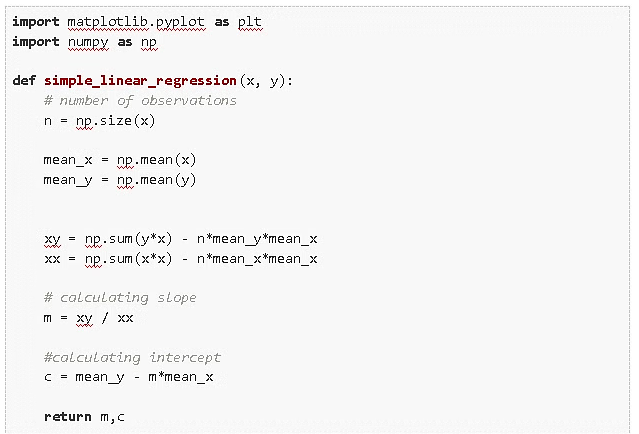 import matplotlib.pyplot as plt
import numpy as np
def simple_linear_regression(x, y):
# number of observations
n = np.size(x)
mean_x = np.mean(x)
mean_y = np.mean(y)
xy = np.sum(y*x) - n*mean_y*mean_x
xx = np.sum(x*x) - n*mean_x*mean_x
# calculating slope
m = xy / xx
#calculating intercept
c = mean_y - m*mean_x
return m,c